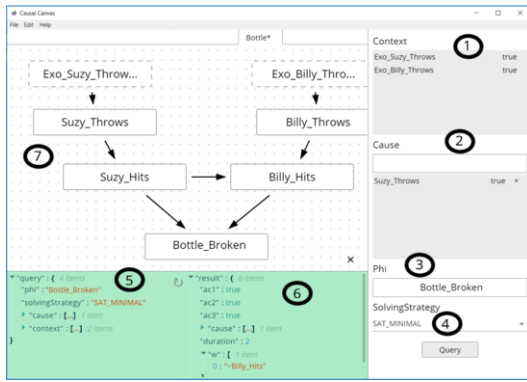 Causal Canvas
File Edit Help
Bottle*
Exo_Suzy_Throw...
Exo_Billy_Thro...
Suzy_Throws
Billy_Throws
7
Suzy_Hits
Billy_Hits
Bottle_Broken
×
Context
1
Exo_Suzy_Throws true
Exo_Billy_Throws true
2
Cause
Suzy_Throws true ×
3
Phi
Bottle_Broken
SolvingStrategy
SAT_MINIMAL
4
Query
"query" : { 4 items
5
"phi" : "Bottle_Broken"
"solvingStrategy" : "SAT_MINIMAL"
"cause" : [...] 1 item
"context" : [...] 2 items
}
"result" : { 6 items
6
"ac1" : true
"ac2" : true
"ac3" : true
"cause" : [...] 1 item
"duration" : 2
"w" : [ 1 item
0 : "~Billy_Hits"
]